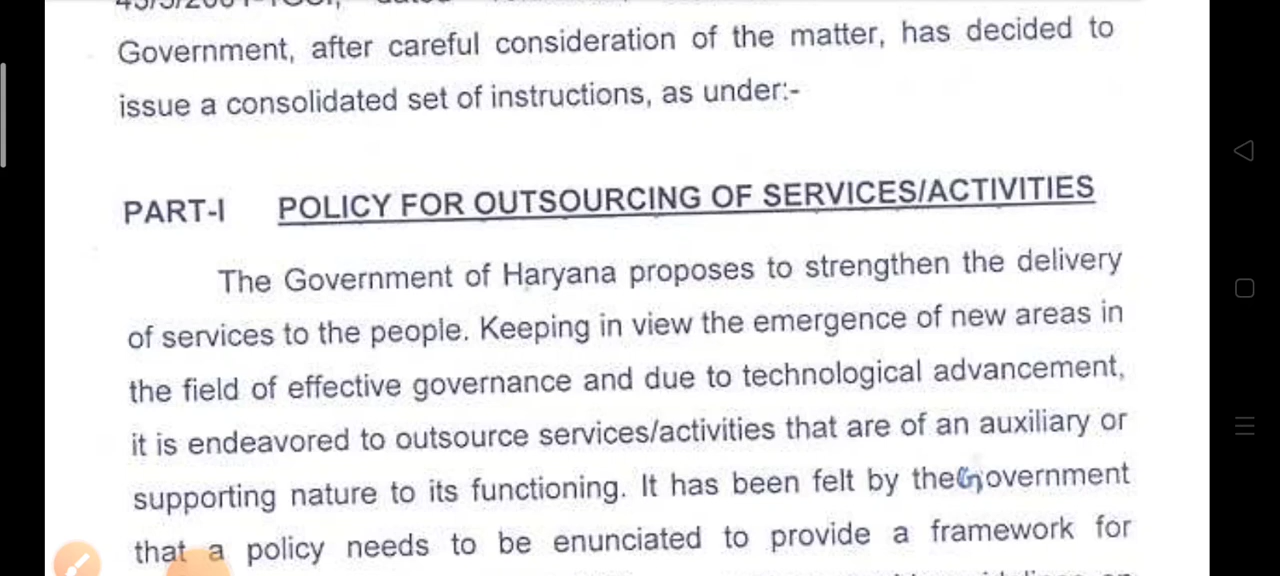 Government, after careful consideration of the matter, has decided to
issue a consolidated set of instructions, as under:-
PART-I POLICY FOR OUTSOURCING OF SERVICES/ACTIVITIES
The Government of Haryana proposes to strengthen the delivery
of services to the people. Keeping in view the emergence of new areas in
the field of effective governance and due to technological advancement,
it is endeavored to outsource services/activities that are of an auxiliary or
supporting nature to its functioning. It has been felt by the Government
that a policy needs to be enunciated to provide a framework for